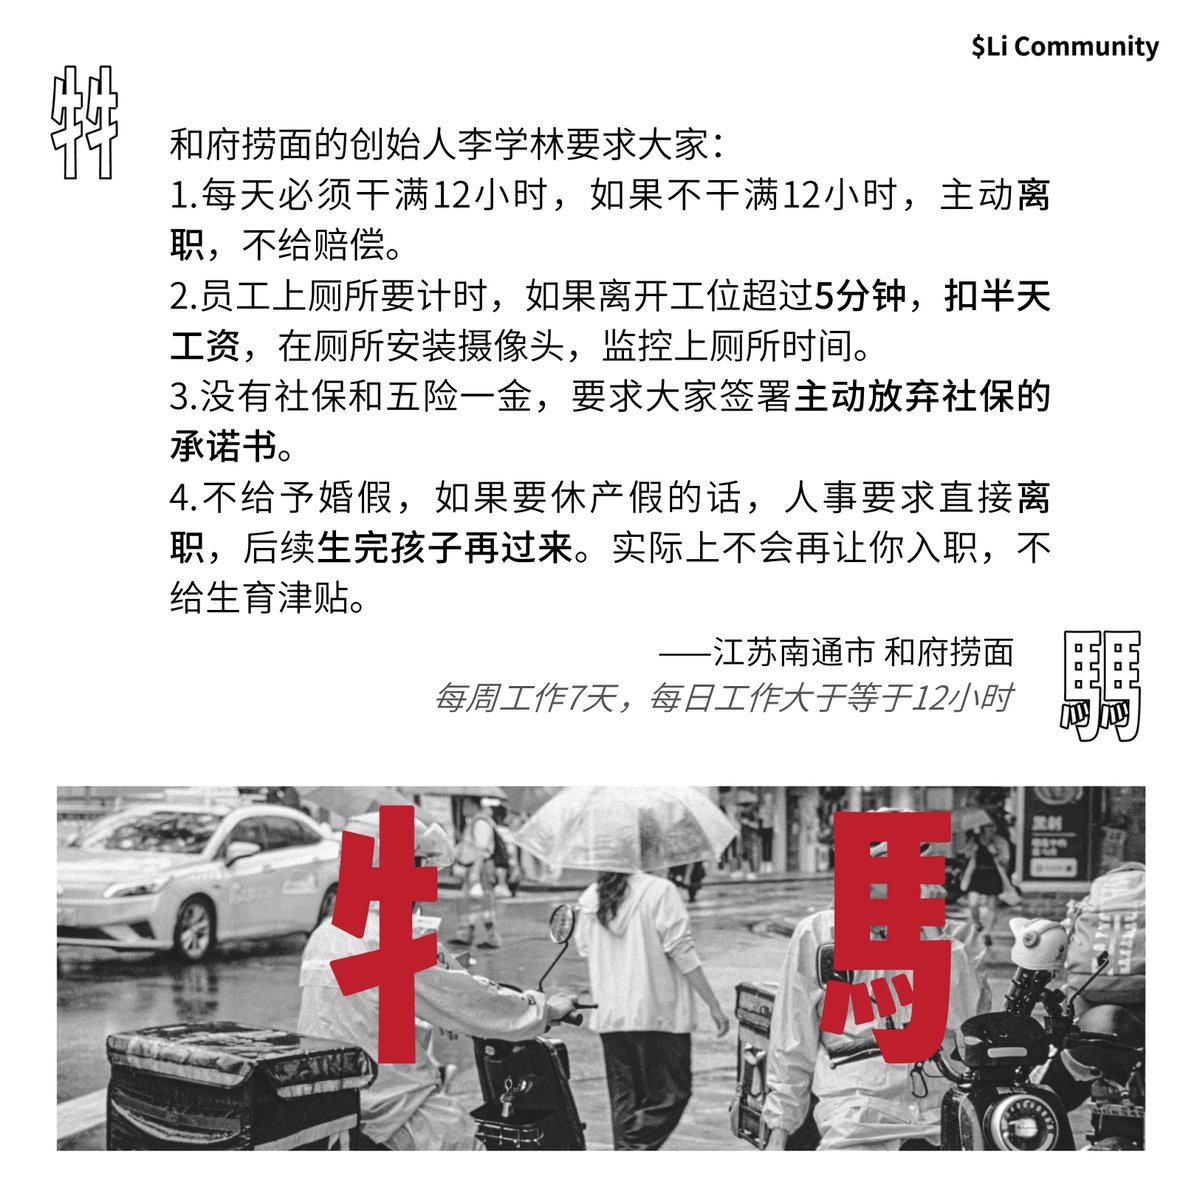 $Li Community
牜牜
和府捞面的创始人李学林要求大家：
1.每天必须干满12小时，如果不干满12小时，主动离
职，不给赔偿。
2.员工上厕所要计时，如果离开工位超过5分钟，扣半天
工资，在厕所安装摄像头，监控上厕所时间。
3.没有社保和五险一金，要求大家签署主动放弃社保的
承诺书。
4.不给予婚假，如果要休产假的话，人事要求直接离
职，后续生完孩子再过来。实际上不会再让你入职，不
给生育津贴。
——江苏南通市 和府捞面
每周工作7天，每日工作大于等于12小时
馬馬
牜 馬